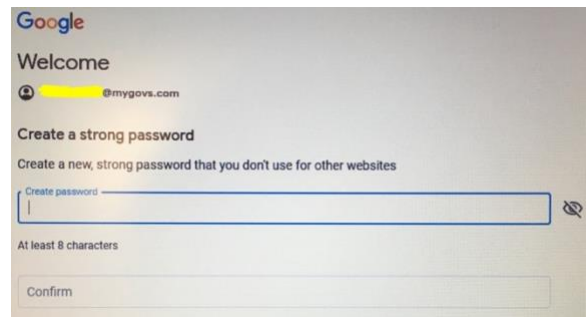 Google
Welcome
@mygovs.com
Create a strong password
Create a new, strong password that you don't use for other websites
Create password
At least 8 characters
Confirm